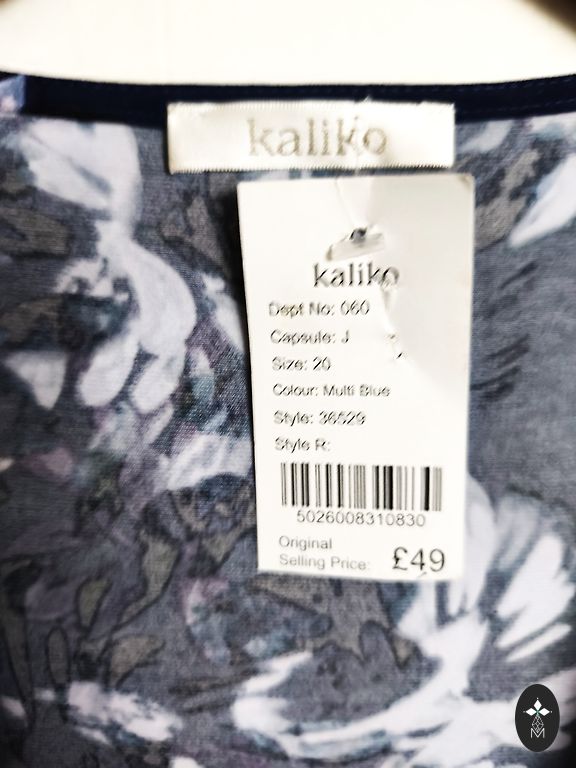 kaliko
kaliko
Dept No: 060
Capsule: J
Size: 20
Colour: Multi Blue
Style: 36529
Style R:
5026008310830
Original
Selling Price: £49
M